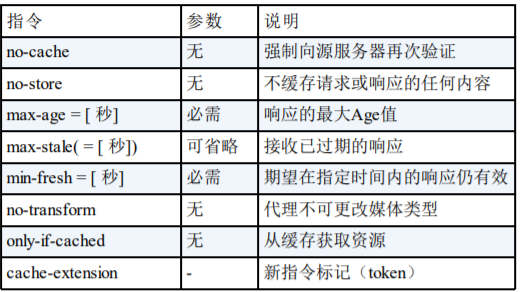 指令 参数 说明
no-cache 无 强制向源服务器再次验证
no-store 无 不缓存请求或响应的任何内容
max-age = [ 秒] 必需 响应的最大Age值
max-stale( = [ 秒]) 可省略 接收已过期的响应
min-fresh = [ 秒] 必需 期望在指定时间内的响应仍有效
no-transform 无 代理不可更改媒体类型
only-if-cached 无 从缓存获取资源
cache-extension - 新指令标记（token）